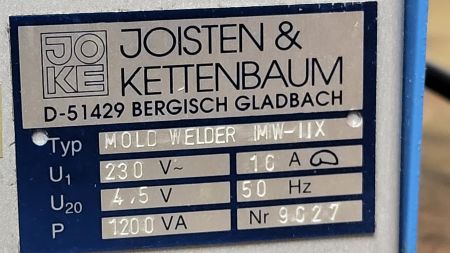 JO
KE
JOISTEN &
KETTENBAUM
D-51429 BERGISCH GLADBACH
Typ MOLD WELDER MW-IIX
U1 230 V~ 16 A
U20 4,5 V 50 Hz
P 1200 VA Nr 9027